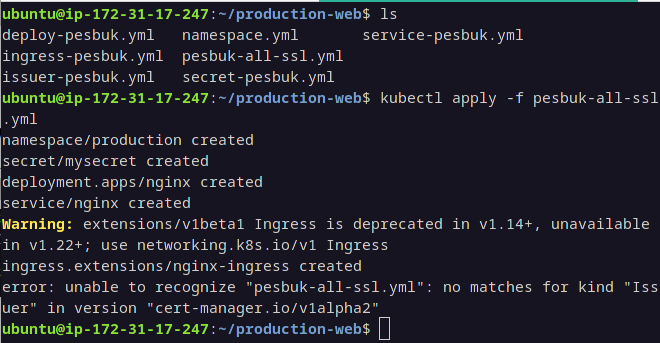 ubuntu@ip-172-31-17-247:~/production-web$ ls
deploy-pesbuk.yml   namespace.yml       service-pesbuk.yml
ingress-pesbuk.yml  pesbuk-all-ssl.yml
issuer-pesbuk.yml   secret-pesbuk.yml
ubuntu@ip-172-31-17-247:~/production-web$ kubectl apply -f pesbuk-all-ssl
.yml
namespace/production created
secret/mysecret created
deployment.apps/nginx created
service/nginx created
Warning: extensions/v1beta1 Ingress is deprecated in v1.14+, unavailable
in v1.22+; use networking.k8s.io/v1 Ingress
ingress.extensions/nginx-ingress created
error: unable to recognize "pesbuk-all-ssl.yml": no matches for kind "Iss
uer" in version "cert-manager.io/v1alpha2"
ubuntu@ip-172-31-17-247:~/production-web$